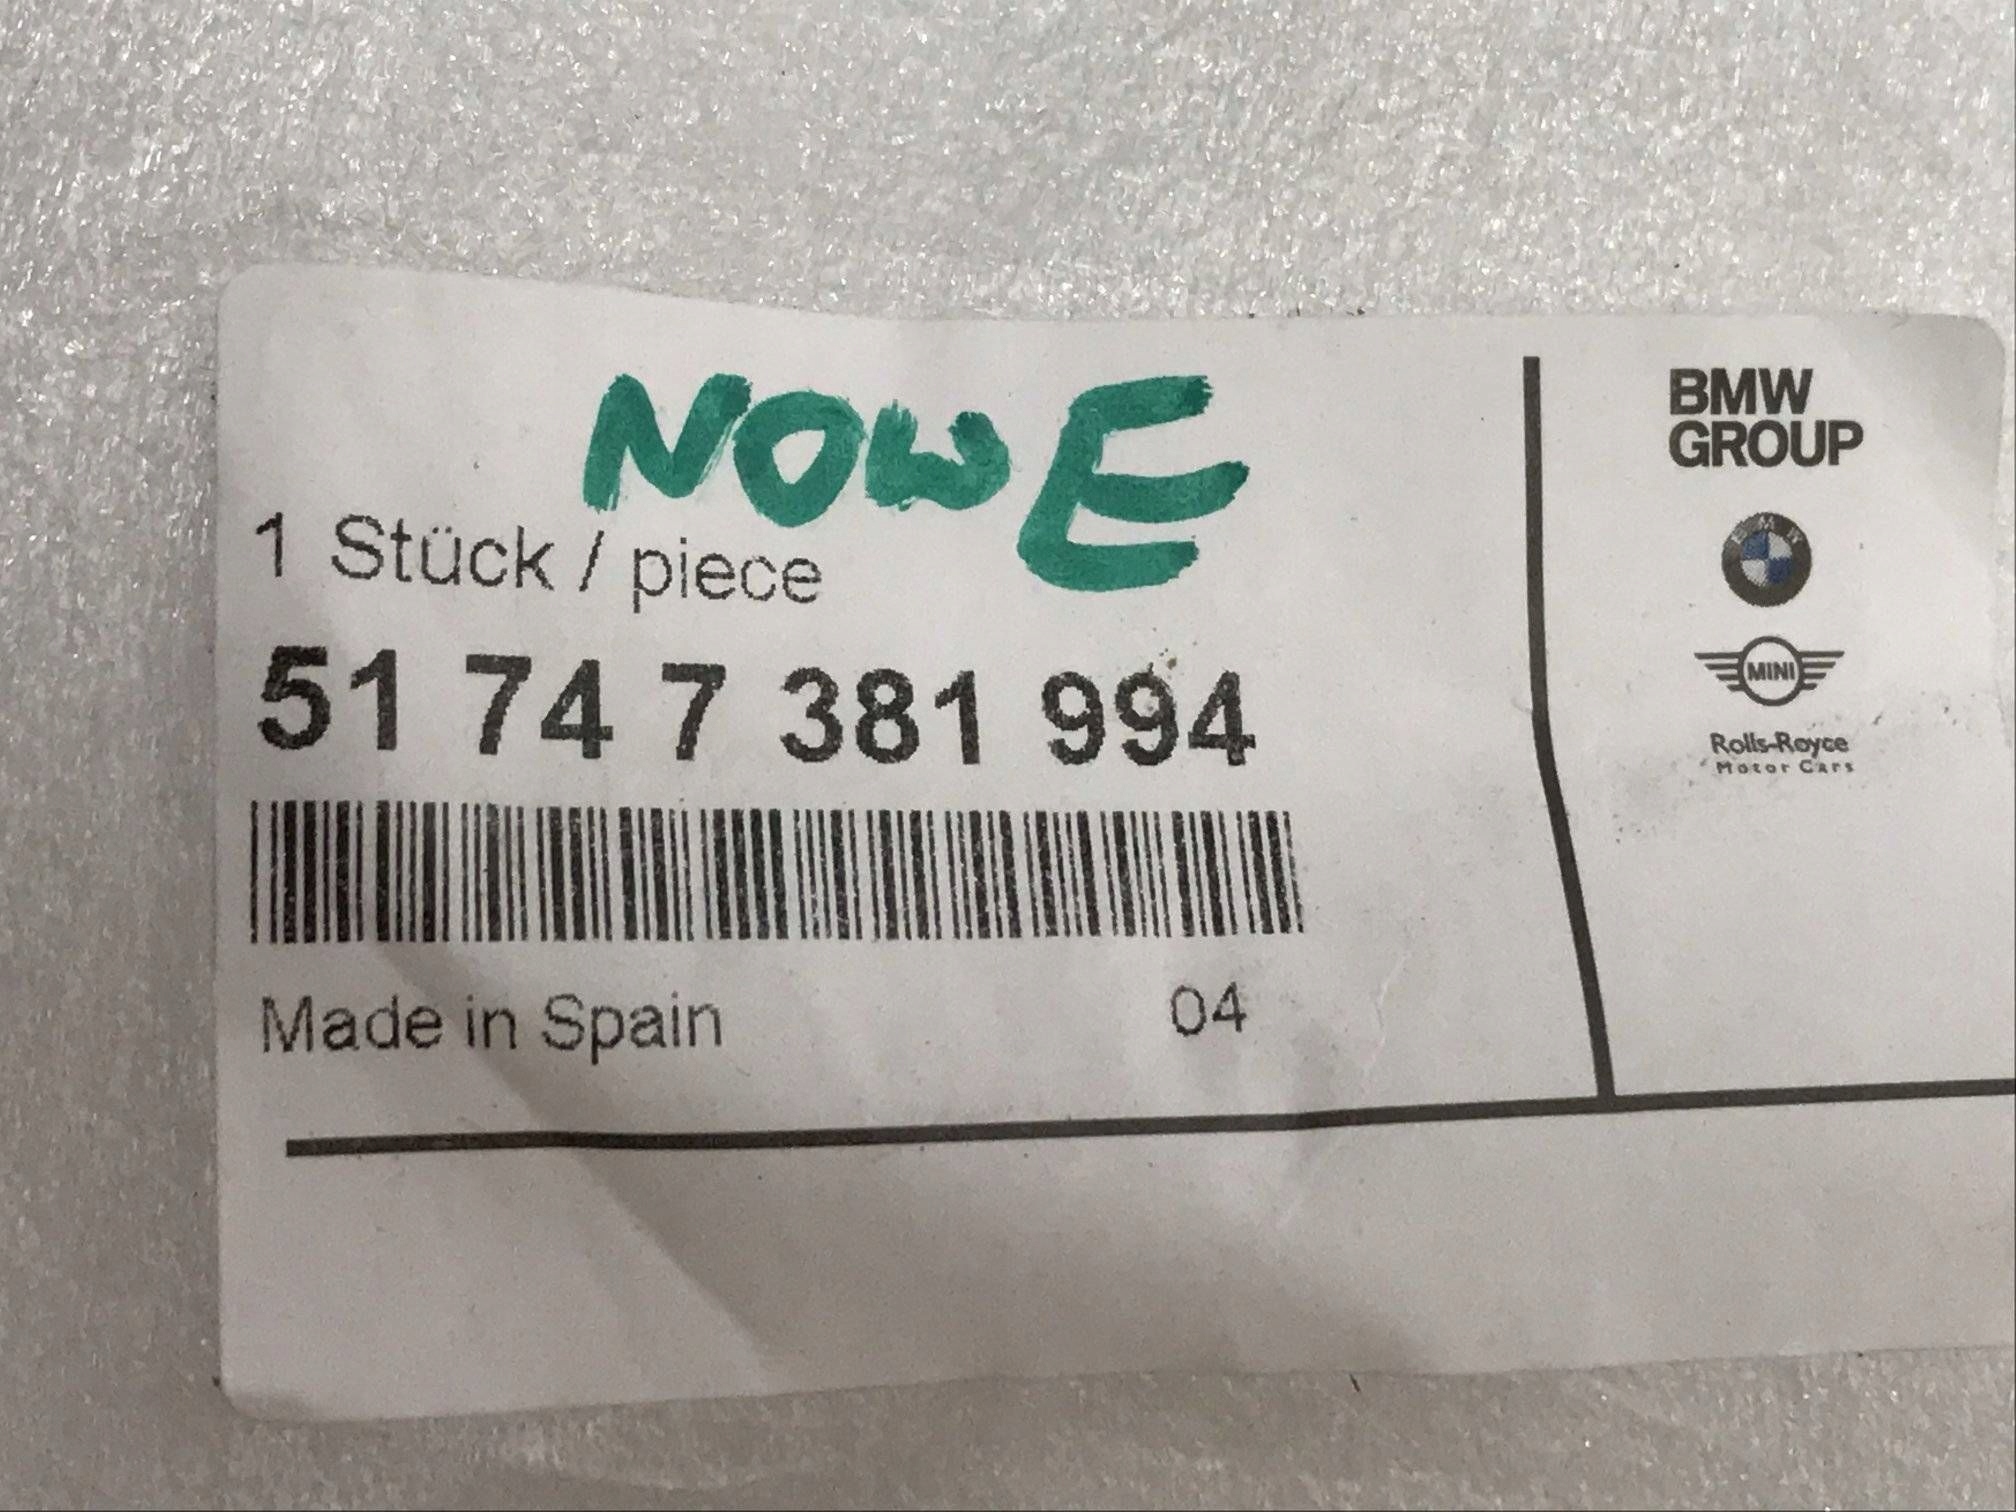 NOWE
1 Stück / piece
51 74 7 381 994
Made in Spain
04
BMW
GROUP
BMW
MINI
Rolls-Royce
Motor Cars